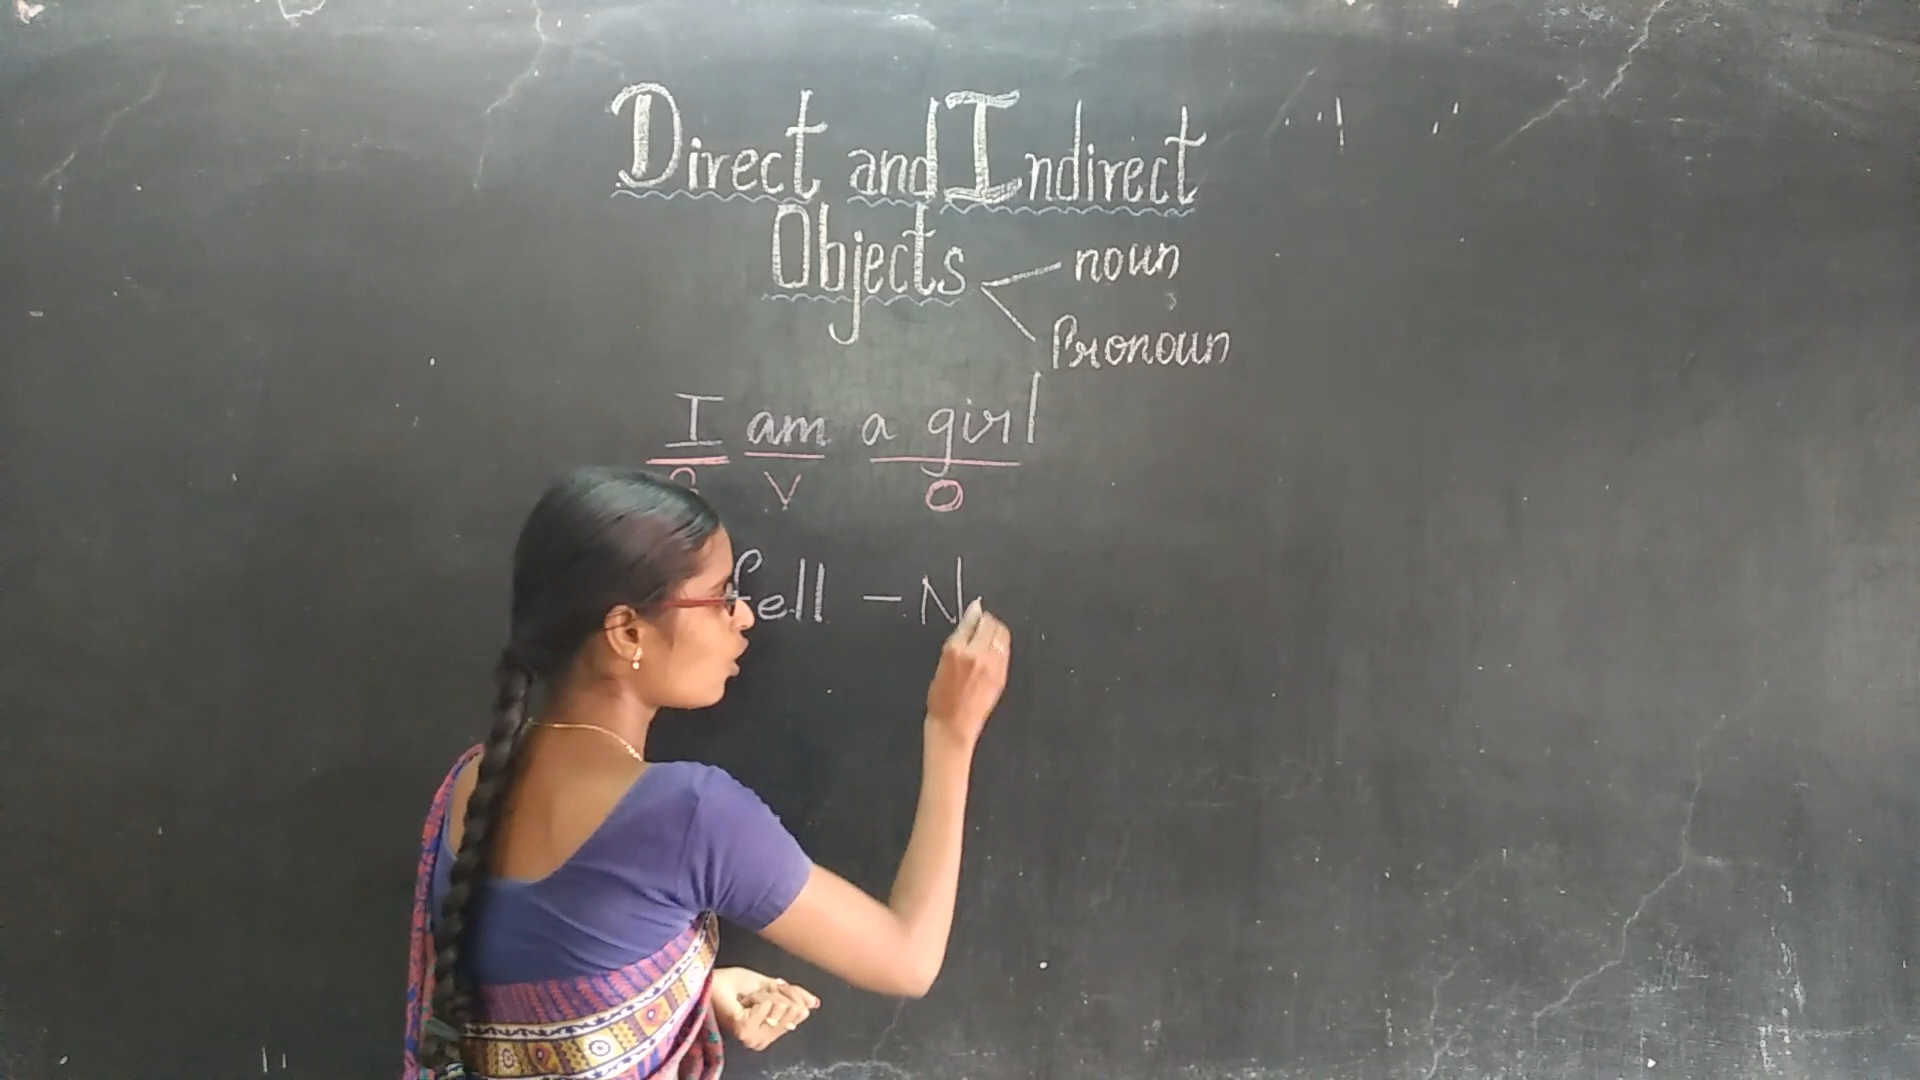 Direct and Indirect
Objects
noun
Pronoun
I am a girl
V O
fell – N